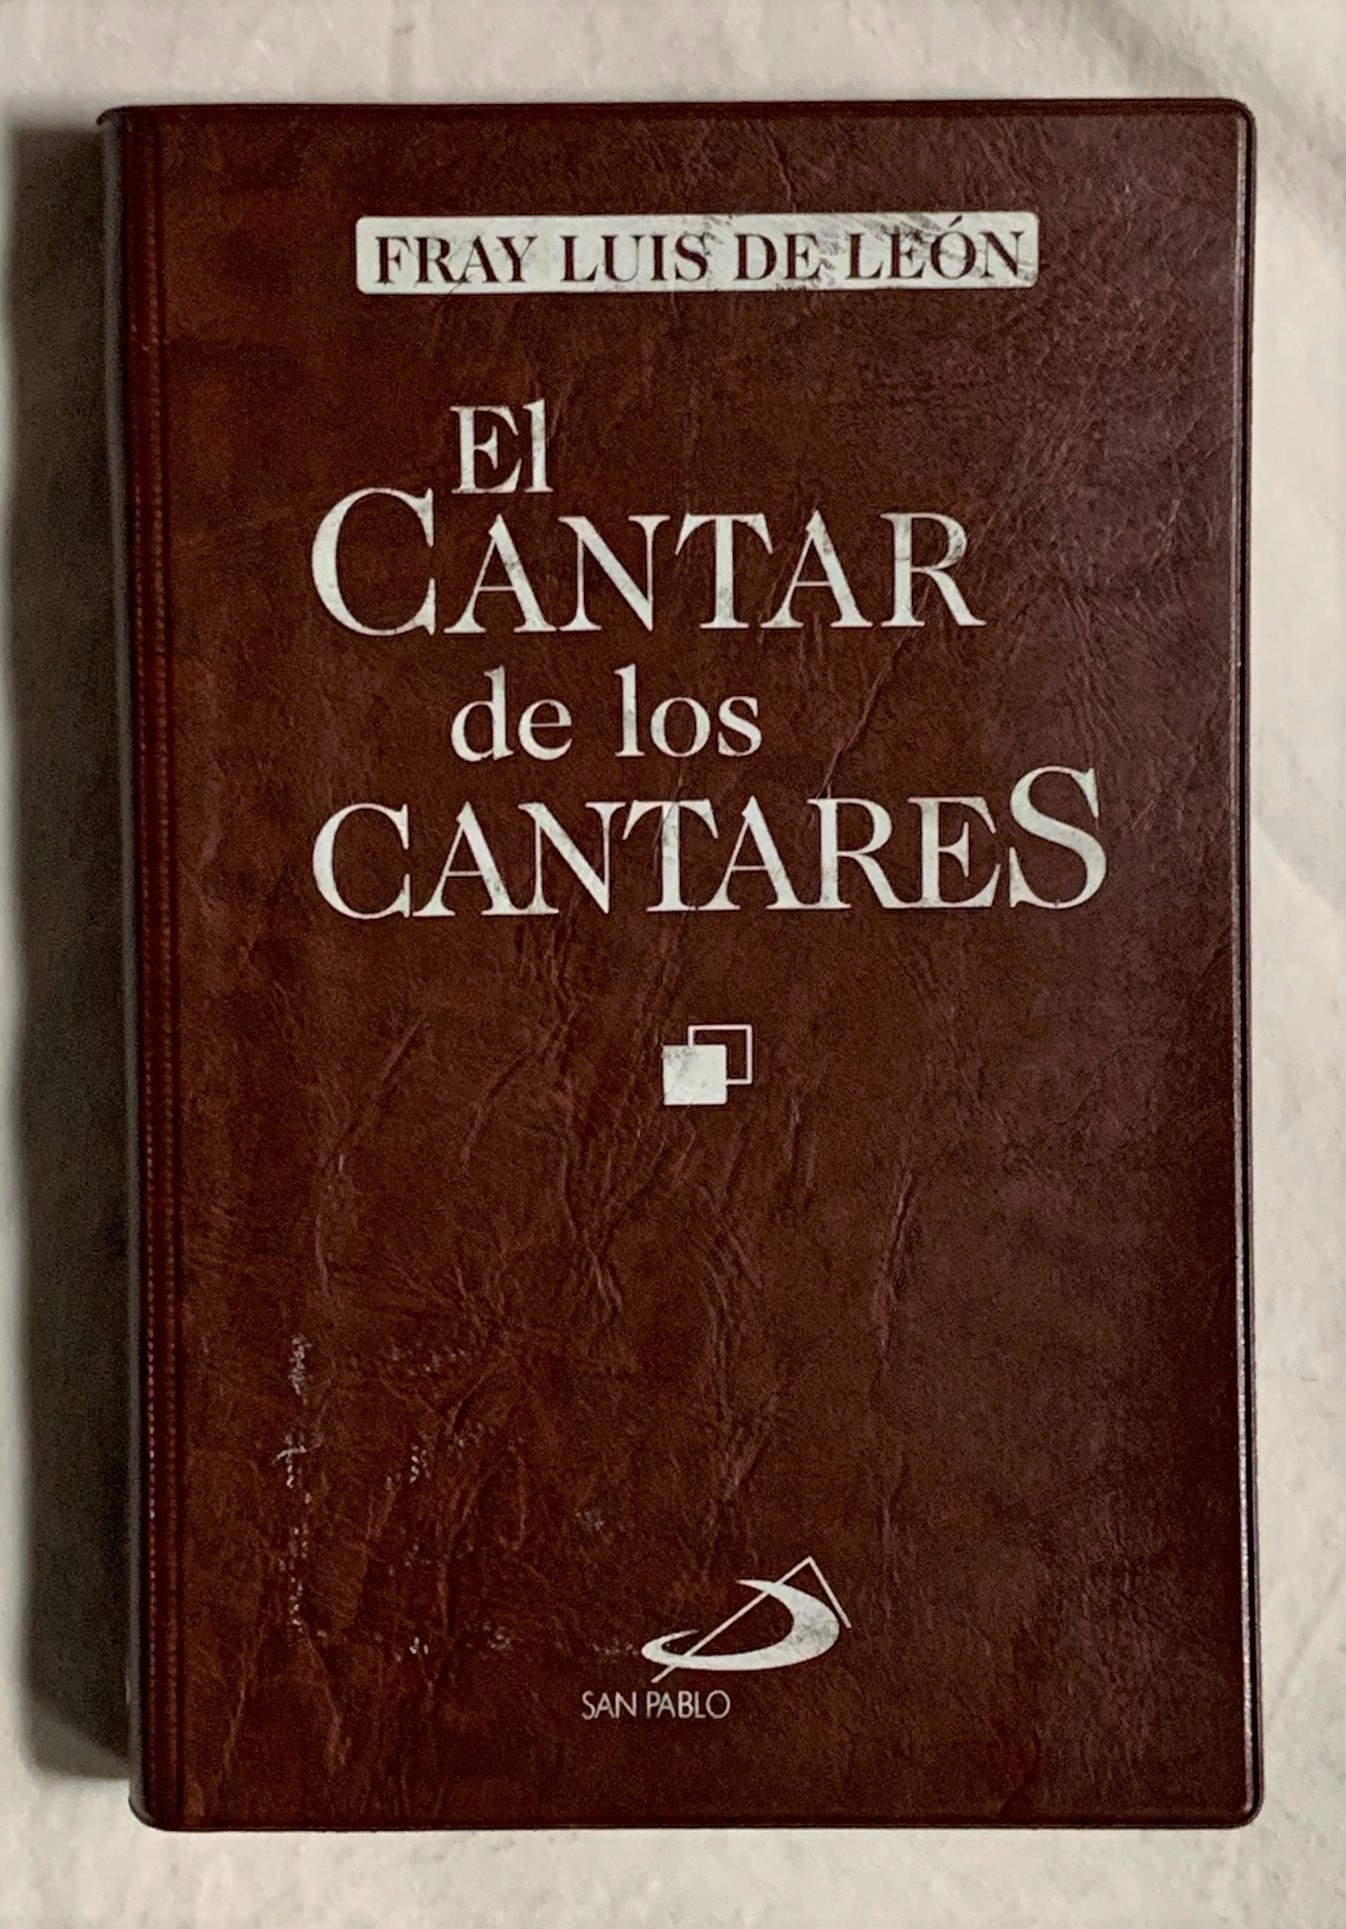 FRAY LUIS DE LEÓN
El
CANTAR
de los
CANTARES
SAN PABLO